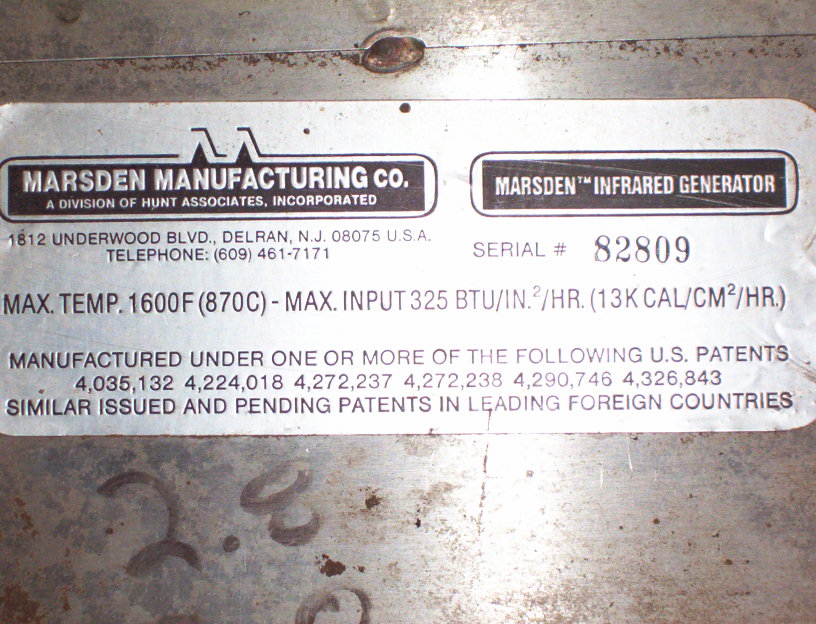 MARSDEN MANUFACTURING CO.
A DIVISION OF HUNT ASSOCIATES, INCORPORATED
MARSDEN™ INFRARED GENERATOR
1812 UNDERWOOD BLVD., DELRAN, N.J. 08075 U.S.A.
TELEPHONE: (609) 461-7171
SERIAL # 82809
MAX. TEMP. 1600F (870C) - MAX. INPUT 325 BTU/IN.²/HR. (13K CAL/CM²/HR.)
MANUFACTURED UNDER ONE OR MORE OF THE FOLLOWING U.S. PATENTS
4,035,132 4,224,018 4,272,237 4,272,238 4,290,746 4,326,843
SIMILAR ISSUED AND PENDING PATENTS IN LEADING FOREIGN COUNTRIES
2.8